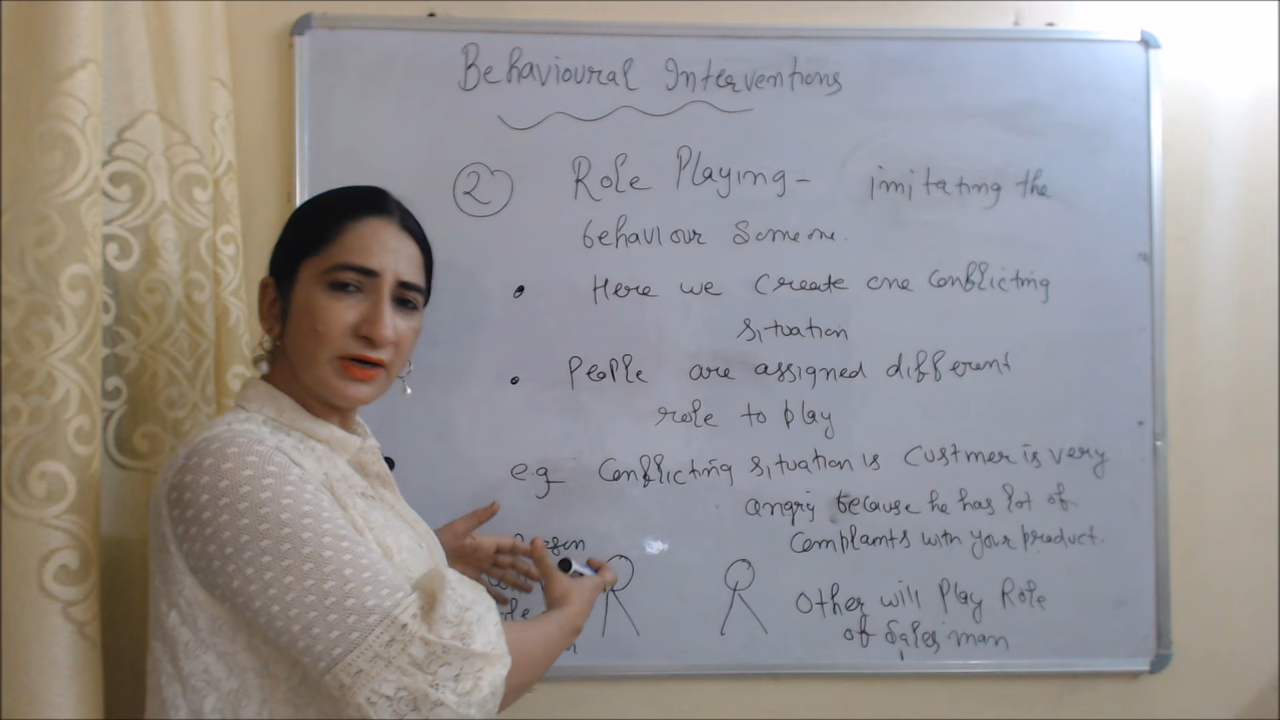 Behavioural Interventions
2 Role Playing - imitating the
behaviour Someone.
• Here we create one conflicting
situation
• People are assigned different
role to play
eg Conflicting situation is Custmer is very
angry because he has lot of
Complaints with your product.
Other will Play Role
of Sales man